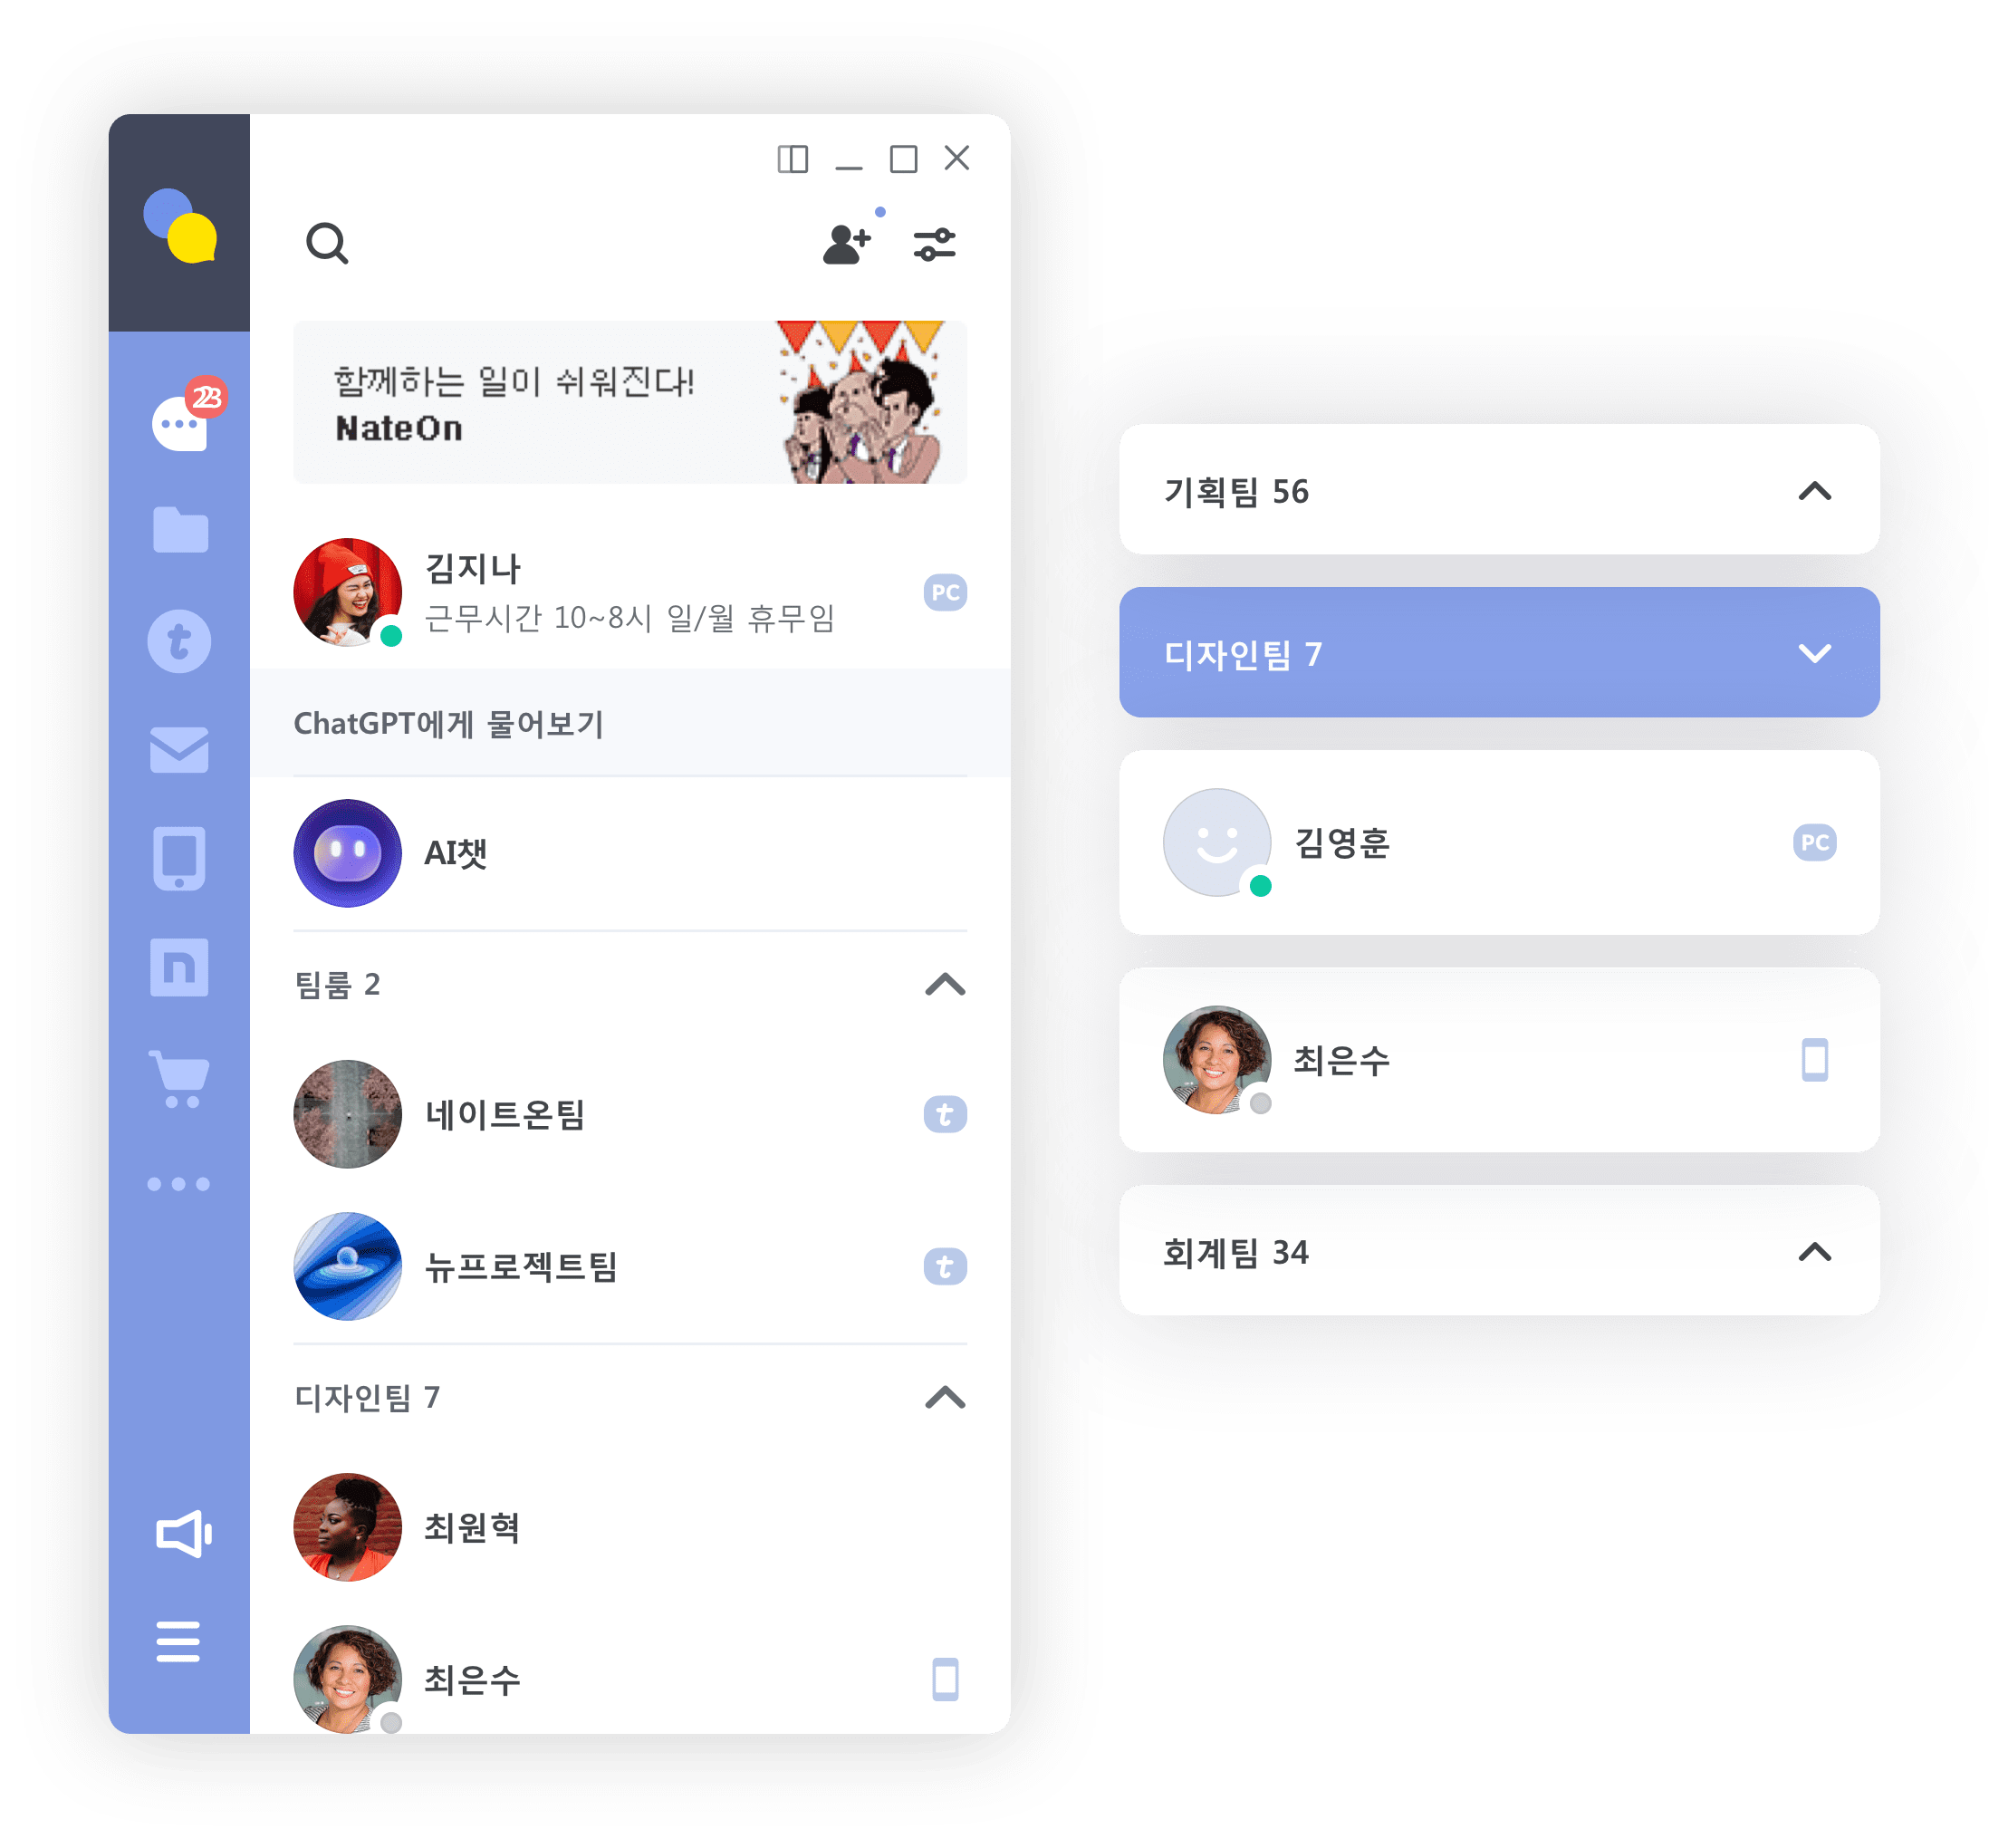 함께하는 일이 쉬워진다!
NateOn
김지나
근무시간 10~8시 일/월 휴무임
PC
ChatGPT에게 물어보기
AI챗
팀룸 2
네이트온팀
t
뉴프로젝트팀
t
디자인팀 7
최원혁
최은수
t
n
기획팀 56
디자인팀 7
김영훈
PC
최은수
회계팀 34